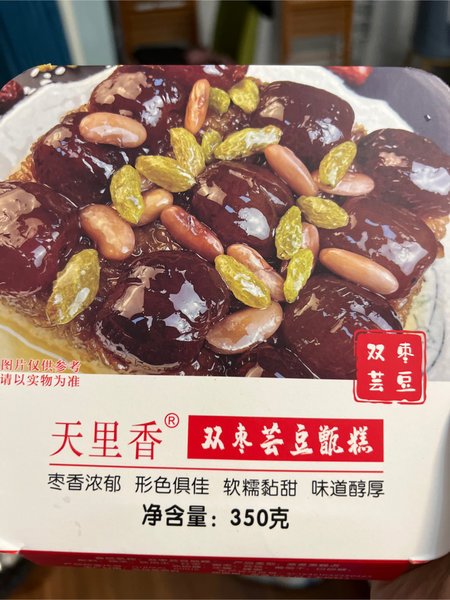 图片仅供参考
请以实物为准
双枣
芸豆
天里香® 双枣芸豆甑糕
枣香浓郁 形色俱佳 软糯黏甜 味道醇厚
净含量：350克